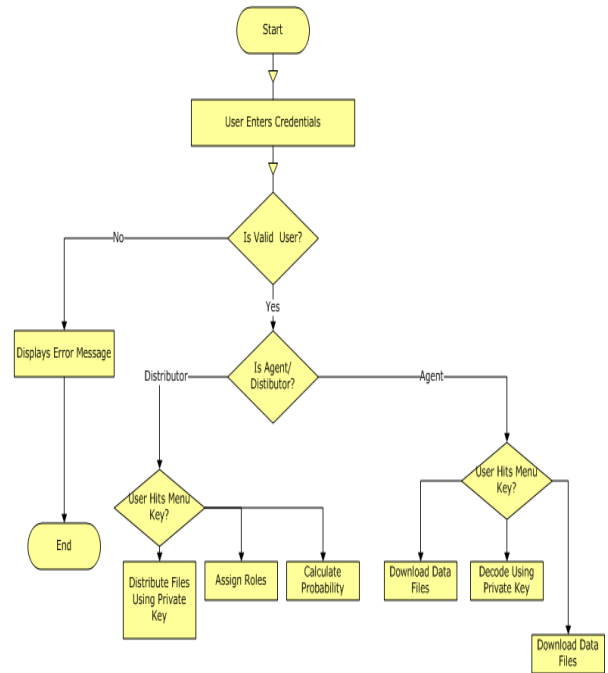 Start
User Enters Credentials
Is Valid User?
No
Yes
Displays Error Message
Is Agent/
Distibutor?
Distributor
Agent
User Hits Menu
Key?
User Hits Menu
Key?
End
Distribute Files
Using Private
Key
Assign Roles
Calculate
Probability
Download Data
Files
Decode Using
Private Key
Download Data
Files